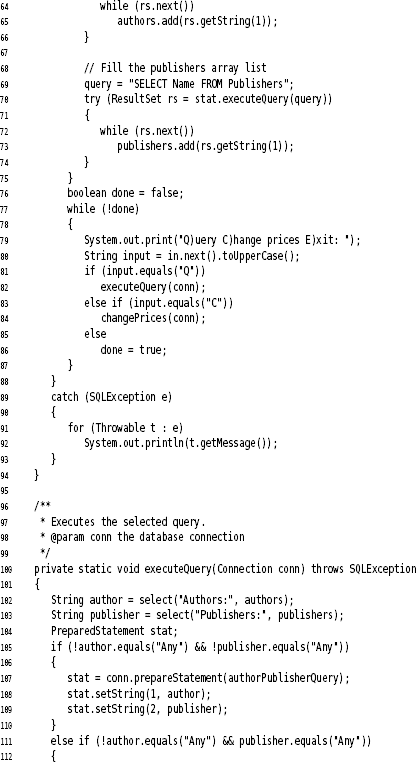 64 while (rs.next())
65 authors.add(rs.getString(1));
66 }
67
68 // Fill the publishers array list
69 query = "SELECT Name FROM Publishers";
70 try (ResultSet rs = stat.executeQuery(query))
71 {
72 while (rs.next())
73 publishers.add(rs.getString(1));
74 }
75 }
76 boolean done = false;
77 while (!done)
78 {
79 System.out.print("Q)uery C)hange prices E)xit: ");
80 String input = in.next().toUpperCase();
81 if (input.equals("Q"))
82 executeQuery(conn);
83 else if (input.equals("C"))
84 changePrices(conn);
85 else
86 done = true;
87 }
88 }
89 catch (SQLException e)
90 {
91 for (Throwable t : e)
92 System.out.println(t.getMessage());
93 }
94 }
95
96 /**
97 * Executes the selected query.
98 * @param conn the database connection
99 */
100 private static void executeQuery(Connection conn) throws SQLException
101 {
102 String author = select("Authors:", authors);
103 String publisher = select("Publishers:", publishers);
104 PreparedStatement stat;
105 if (!author.equals("Any") && !publisher.equals("Any"))
106 {
107 stat = conn.prepareStatement(authorPublisherQuery);
108 stat.setString(1, author);
109 stat.setString(2, publisher);
110 }
111 else if (!author.equals("Any") && publisher.equals("Any"))
112 {